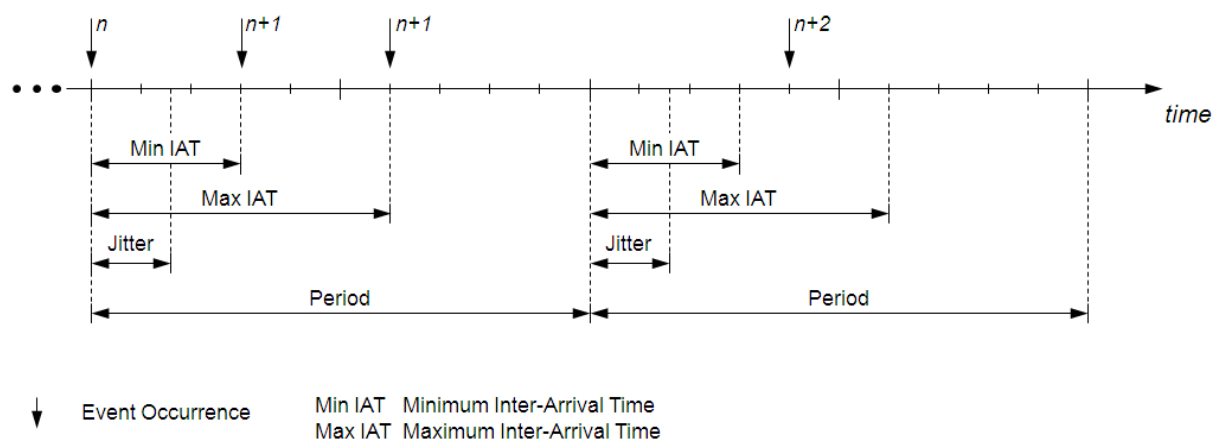 n n+1 n+1 n+2
time
Min IAT Min IAT
Max IAT Max IAT
Jitter Jitter
Period Period
Event Occurrence Min IAT Minimum Inter-Arrival Time
Max IAT Maximum Inter-Arrival Time